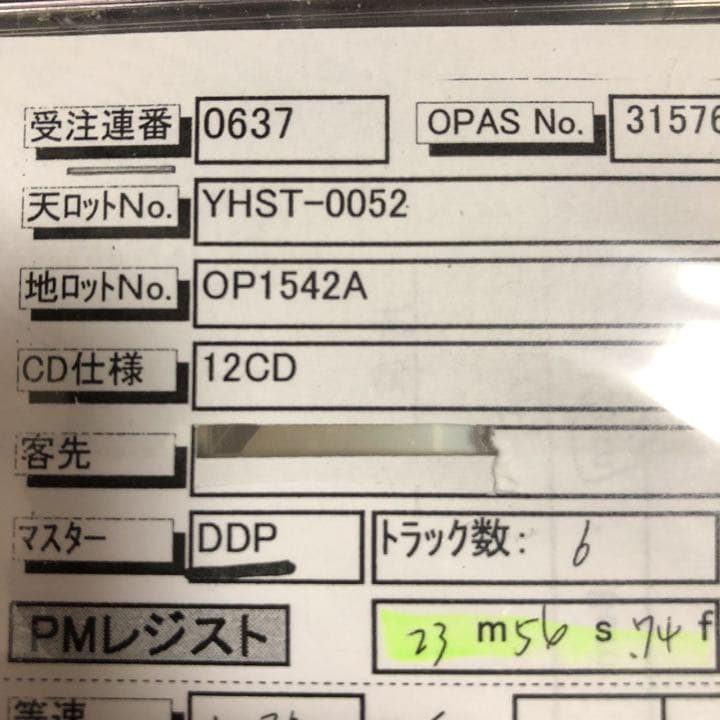 受注連番 0637 OPAS No. 31576
天ロットNo. YHST-0052
地ロットNo. OP1542A
CD仕様 12CD
客先
マスター DDP トラック数: 6
PMレジスト 23 m 56 s .74 f
等速